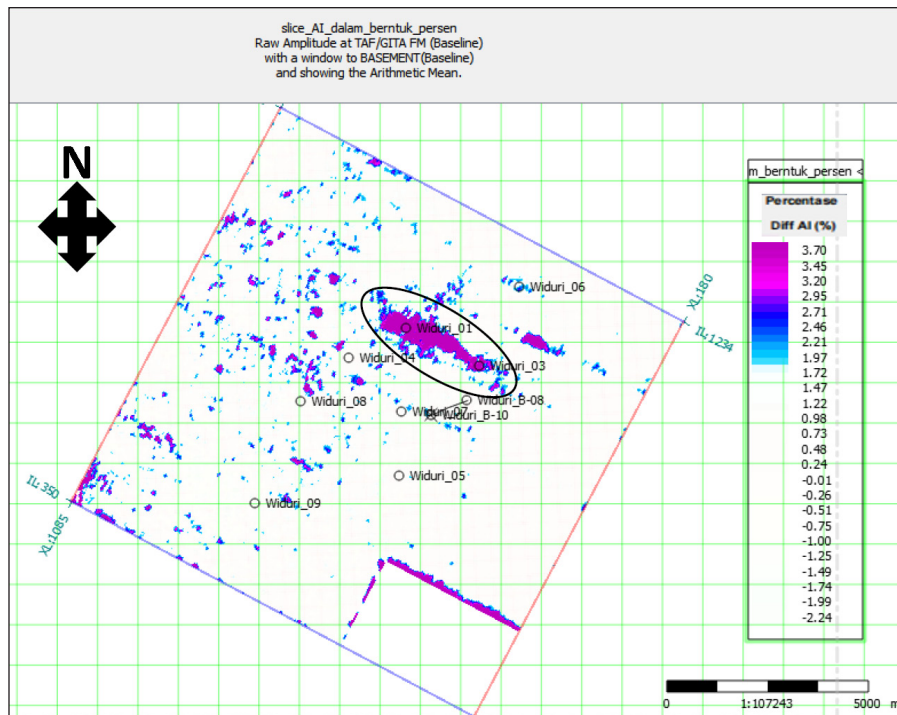 slice_AI_dalam_berntuk_persen
Raw Amplitude at TAF/GITA FM (Baseline)
with a window to BASEMENT(Baseline)
and showing the Arithmetic Mean.
N
m_berntuk_persen <
Percentase
Diff AI (%)
3.70
3.45
3.20
2.95
2.71
2.46
2.21
1.97
1.72
1.47
1.22
0.98
0.73
0.48
0.24
-0.01
-0.26
-0.51
-0.75
-1.00
-1.25
-1.49
-1.74
-1.99
-2.24
XL:180
IL:1234
Widuri_06
Widuri_01
Widuri_04
Widuri_03
Widuri_08
Widuri_B-08
Widuri_07
Widuri_B-10
Widuri_05
Widuri_09
IL:350
XL:1085
0 1:107243 5000 m